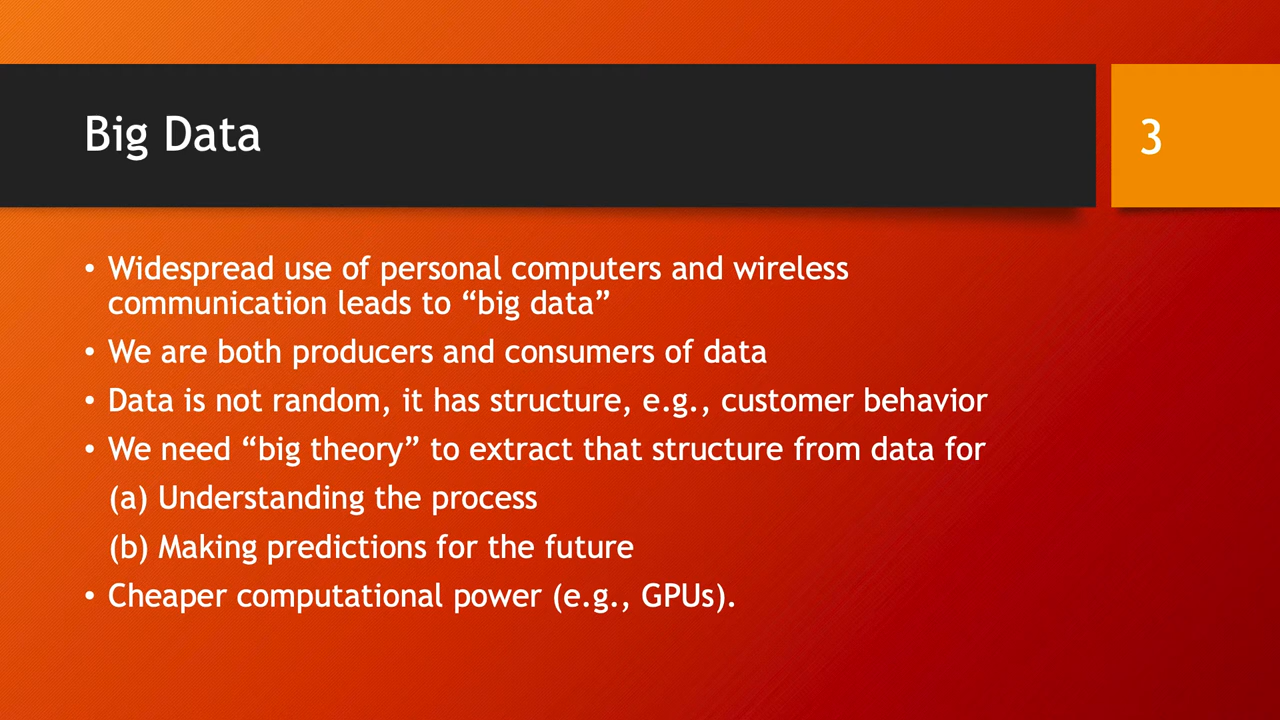 Big Data
3
• Widespread use of personal computers and wireless
communication leads to “big data”
• We are both producers and consumers of data
• Data is not random, it has structure, e.g., customer behavior
• We need “big theory” to extract that structure from data for
(a) Understanding the process
(b) Making predictions for the future
• Cheaper computational power (e.g., GPUs).